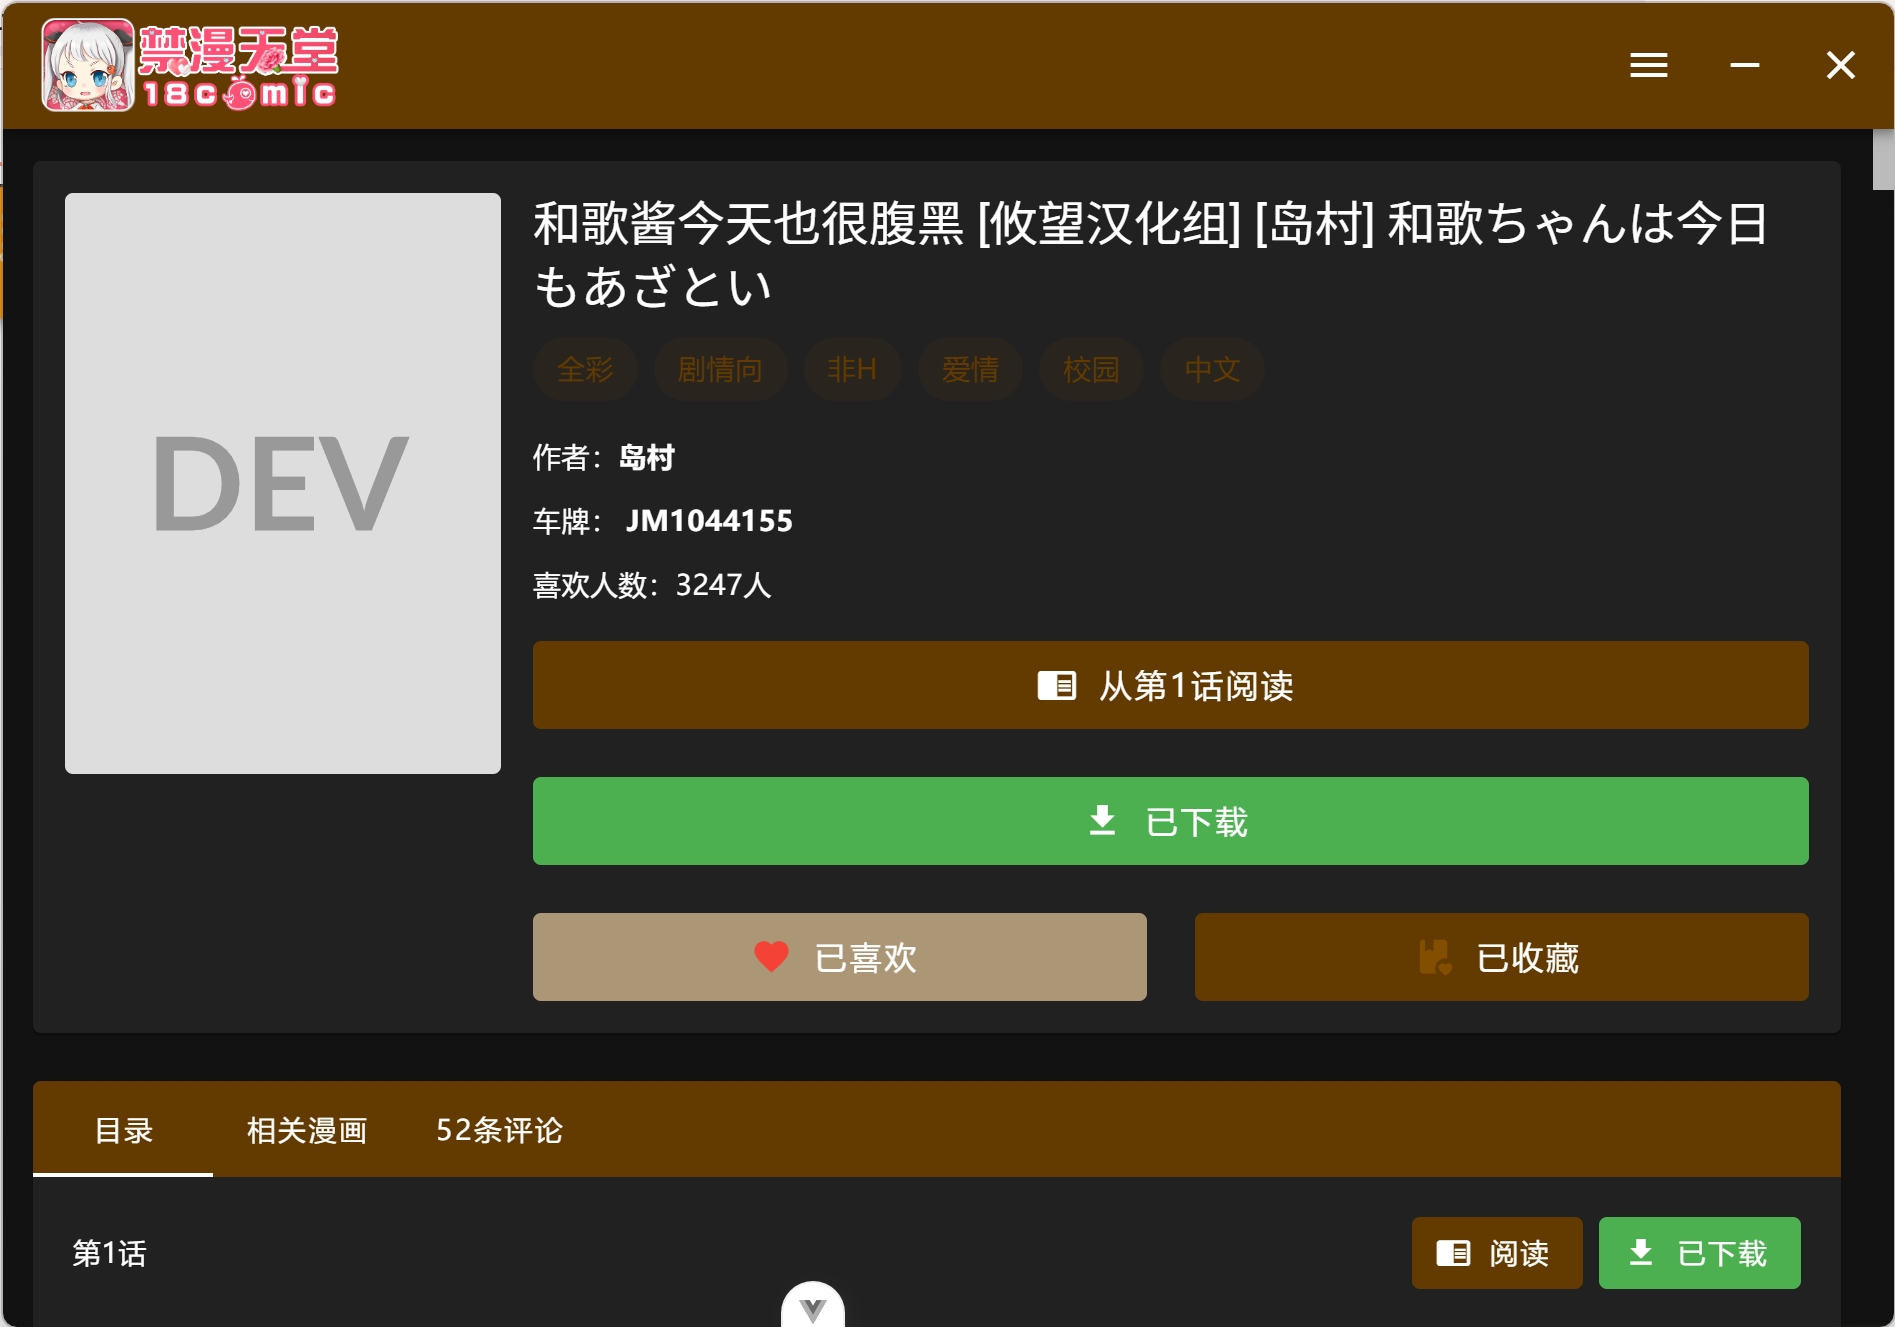 禁漫天堂
18comic
和歌酱今天也很腹黑 [攸望汉化组] [岛村] 和歌ちゃんは今日
もあざとい
DEV
全彩 剧情向 非H 爱情 校园 中文
作者：岛村
车牌： JM1044155
喜欢人数：3247人
从第1话阅读
已下载
已喜欢 已收藏
目录 相关漫画 52条评论
第1话 阅读 已下载